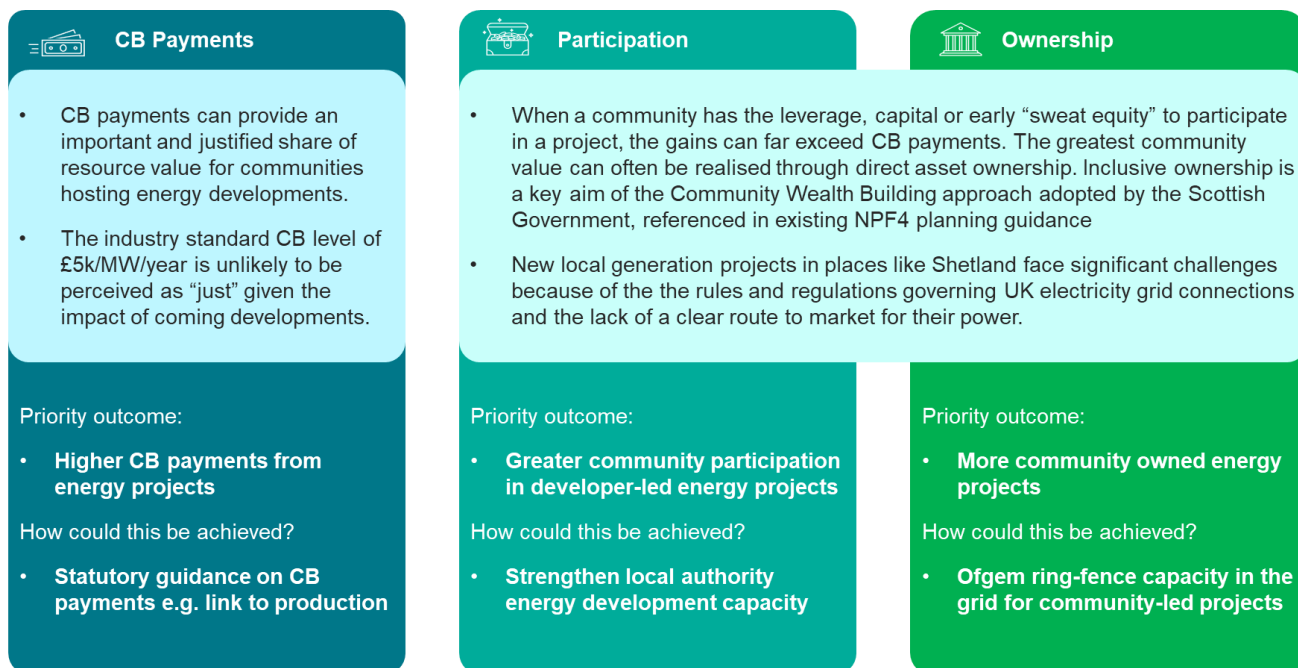 CB Payments
• CB payments can provide an
important and justified share of
resource value for communities
hosting energy developments.
• The industry standard CB level of
£5k/MW/year is unlikely to be
perceived as “just” given the
impact of coming developments.
Priority outcome:
• Higher CB payments from
energy projects
How could this be achieved?
• Statutory guidance on CB
payments e.g. link to production
Participation
Ownership
• When a community has the leverage, capital or early “sweat equity” to participate
in a project, the gains can far exceed CB payments. The greatest community
value can often be realised through direct asset ownership. Inclusive ownership is
a key aim of the Community Wealth Building approach adopted by the Scottish
Government, referenced in existing NPF4 planning guidance
• New local generation projects in places like Shetland face significant challenges
because of the the rules and regulations governing UK electricity grid connections
and the lack of a clear route to market for their power.
Priority outcome:
• Greater community participation
in developer-led energy projects
How could this be achieved?
• Strengthen local authority
energy development capacity
Priority outcome:
• More community owned energy
projects
How could this be achieved?
• Ofgem ring-fence capacity in the
grid for community-led projects